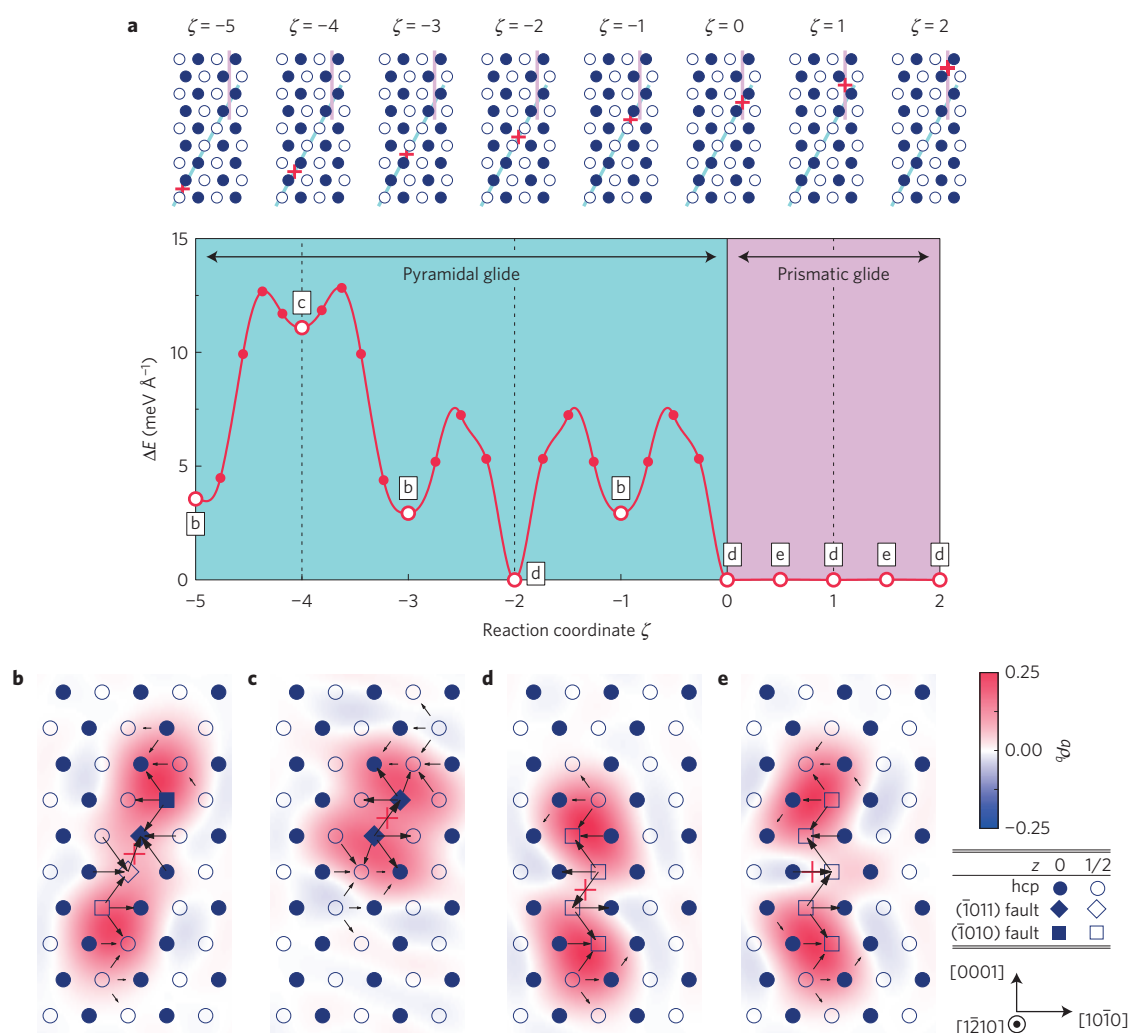 a
ζ = −5 ζ = −4 ζ = −3 ζ = −2 ζ = −1 ζ = 0 ζ = 1 ζ = 2
15
10
5
0
ΔE (meV Å⁻¹)
Pyramidal glide Prismatic glide
b c b d b d e d e d
−5 −4 −3 −2 −1 0 1 2
Reaction coordinate ζ
b c d e
0.25
0.00
−0.25
qdb
z 0 1/2
hcp
(1̄011) fault
(1̄010) fault
[0001]
[12̄10] [101̄0]